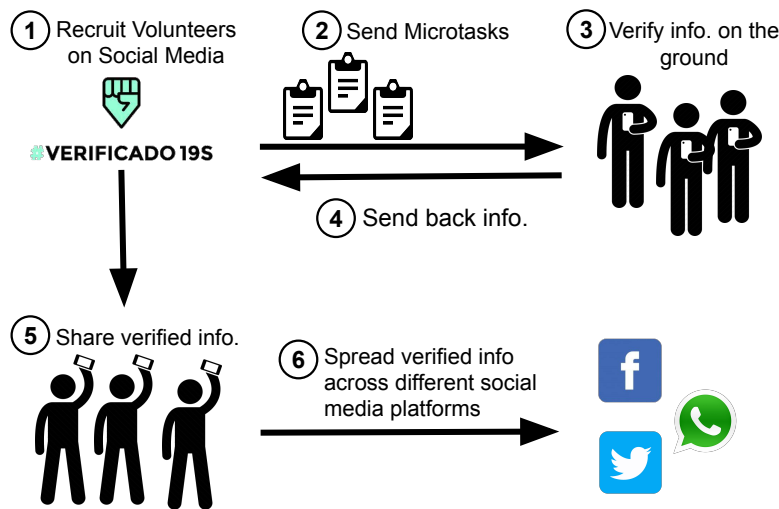 1 Recruit Volunteers
on Social Media
#VERIFICADO 19S
2 Send Microtasks
3 Verify info. on the
ground
4 Send back info.
5 Share verified info.
6 Spread verified info
across different social
media platforms
f